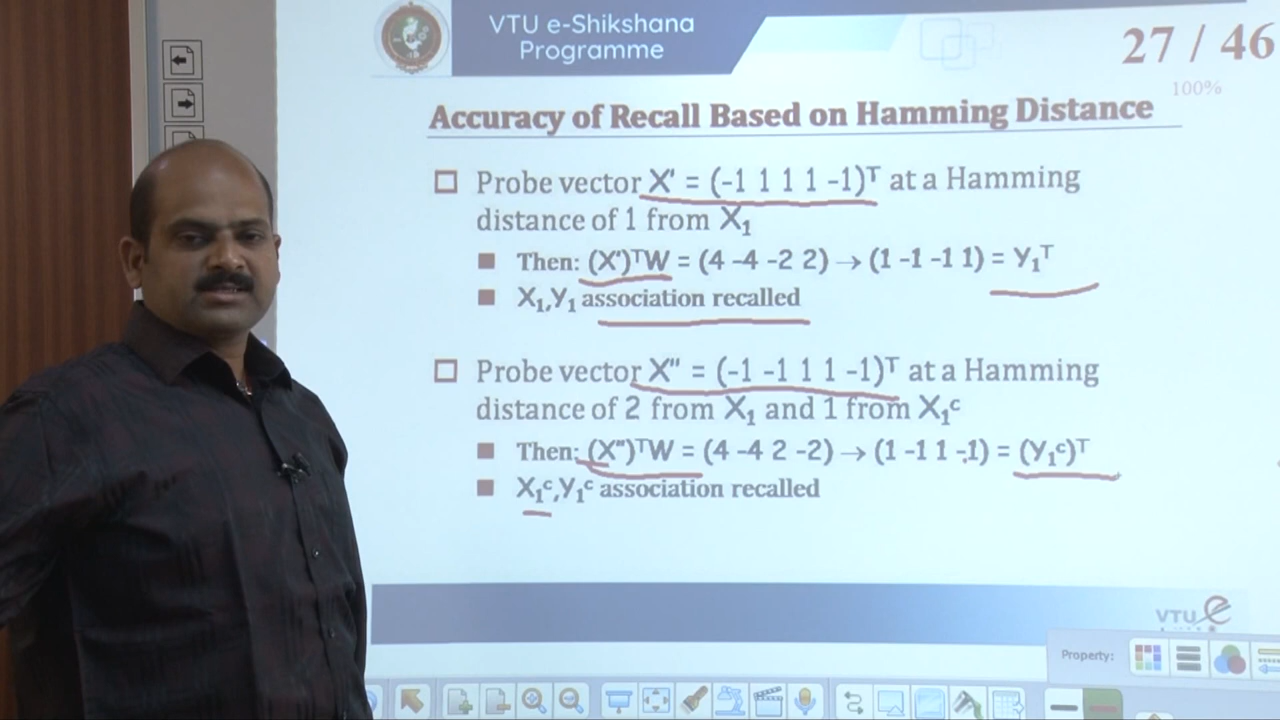 VTU e-Shikshana
Programme
27 / 46
100%
Accuracy of Recall Based on Hamming Distance
Probe vector X' = (-1 1 1 1 -1)ᵀ at a Hamming
distance of 1 from X₁
Then: (X')ᵀW = (4 -4 -2 2) → (1 -1 -1 1) = Y₁ᵀ
X₁,Y₁ association recalled
Probe vector X" = (-1 -1 1 1 -1)ᵀ at a Hamming
distance of 2 from X₁ and 1 from X₁ᶜ
Then: (X")ᵀW = (4 -4 2 -2) → (1 -1 1 -1) = (Y₁ᶜ)ᵀ
X₁ᶜ,Y₁ᶜ association recalled
VTU e
Property: